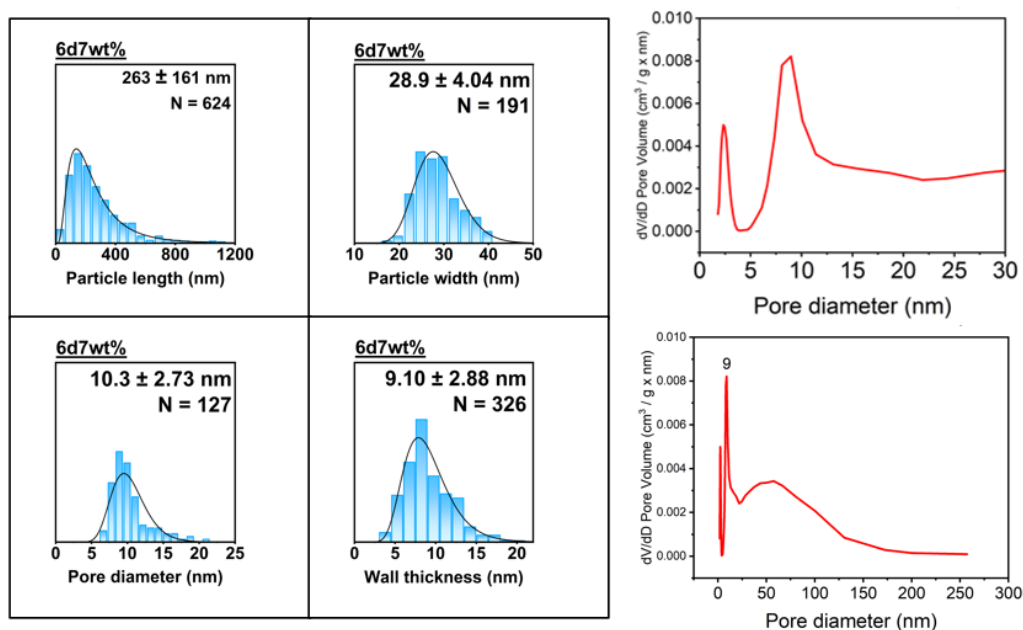 6d7wt%
263 ± 161 nm
N = 624
0 400 800 1200
Particle length (nm)
6d7wt%
28.9 ± 4.04 nm
N = 191
10 20 30 40 50
Particle width (nm)
6d7wt%
10.3 ± 2.73 nm
N = 127
0 5 10 15 20 25
Pore diameter (nm)
6d7wt%
9.10 ± 2.88 nm
N = 326
0 5 10 15 20
Wall thickness (nm)
dV/dD Pore Volume (cm³ / g x nm)
0.010
0.008
0.006
0.004
0.002
0.000
0 5 10 15 20 25 30
Pore diameter (nm)
dV/dD Pore Volume (cm³ / g x nm)
0.010
0.008
0.006
0.004
0.002
0.000
9
0 50 100 150 200 250 300
Pore diameter (nm)